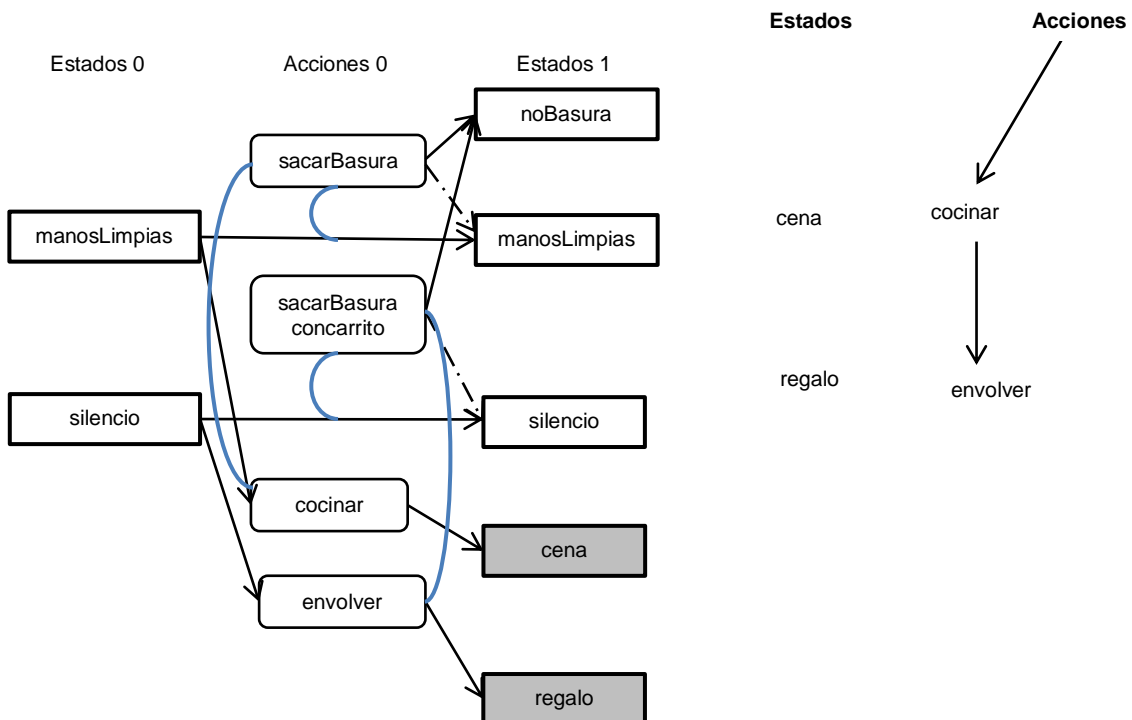 Estados
Acciones
Estados 0
Acciones 0
Estados 1
noBasura
sacarBasura
manosLimpias
manosLimpias
cena
cocinar
sacarBasura
concarrito
regalo
envolver
silencio
silencio
cocinar
cena
envolver
regalo